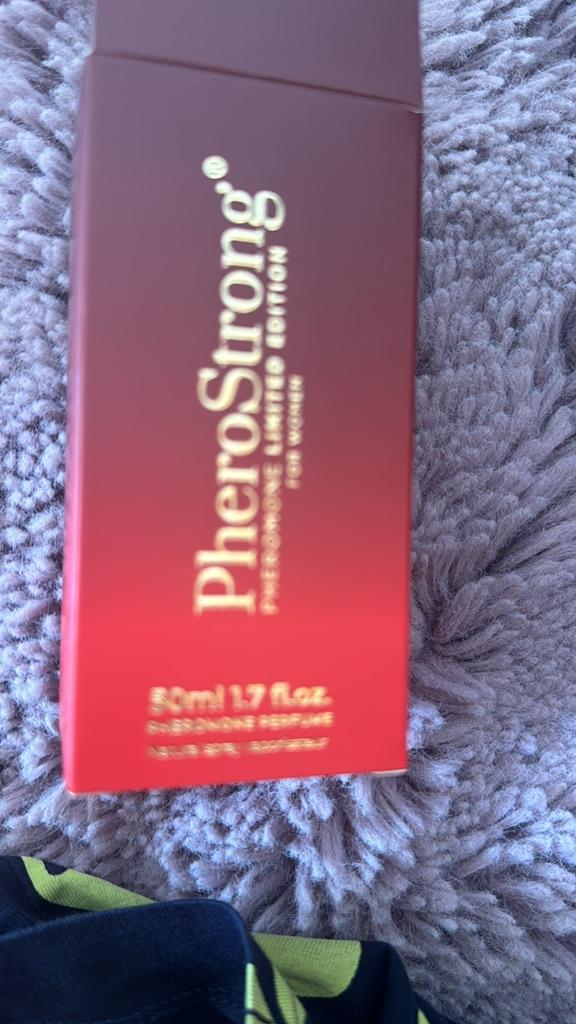 PheroStrong®
PHEROMONE LIMITED EDITION
FOR WOMEN
50ml 1.7 fl.oz.
PHEROMONE PERFUME